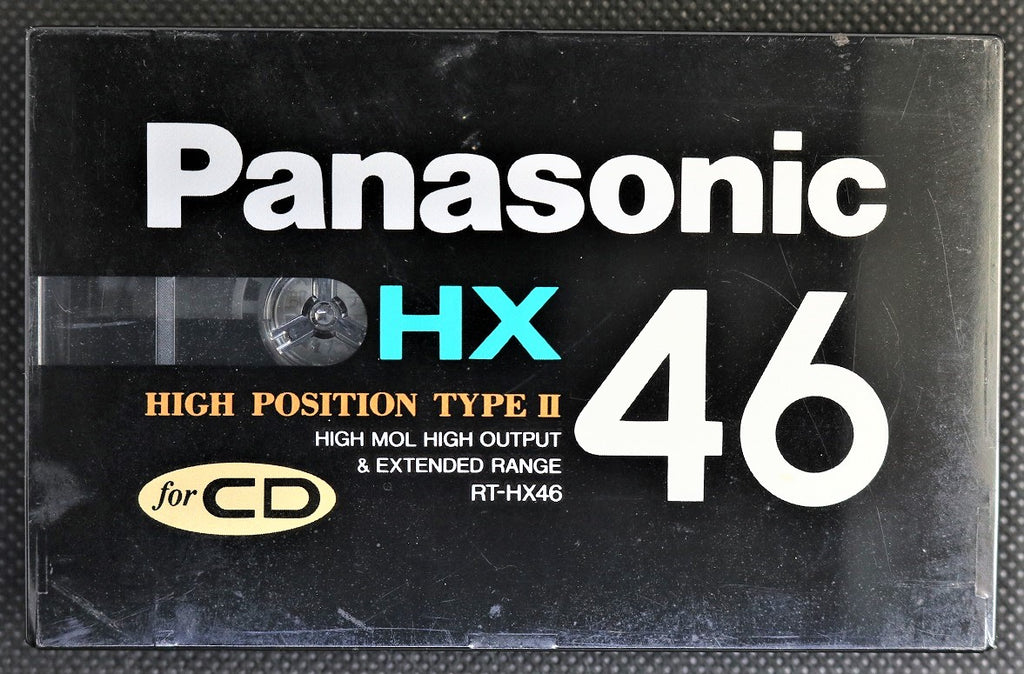 Panasonic
HX 46
HIGH POSITION TYPE II
HIGH MOL HIGH OUTPUT
& EXTENDED RANGE
RT-HX46
for CD